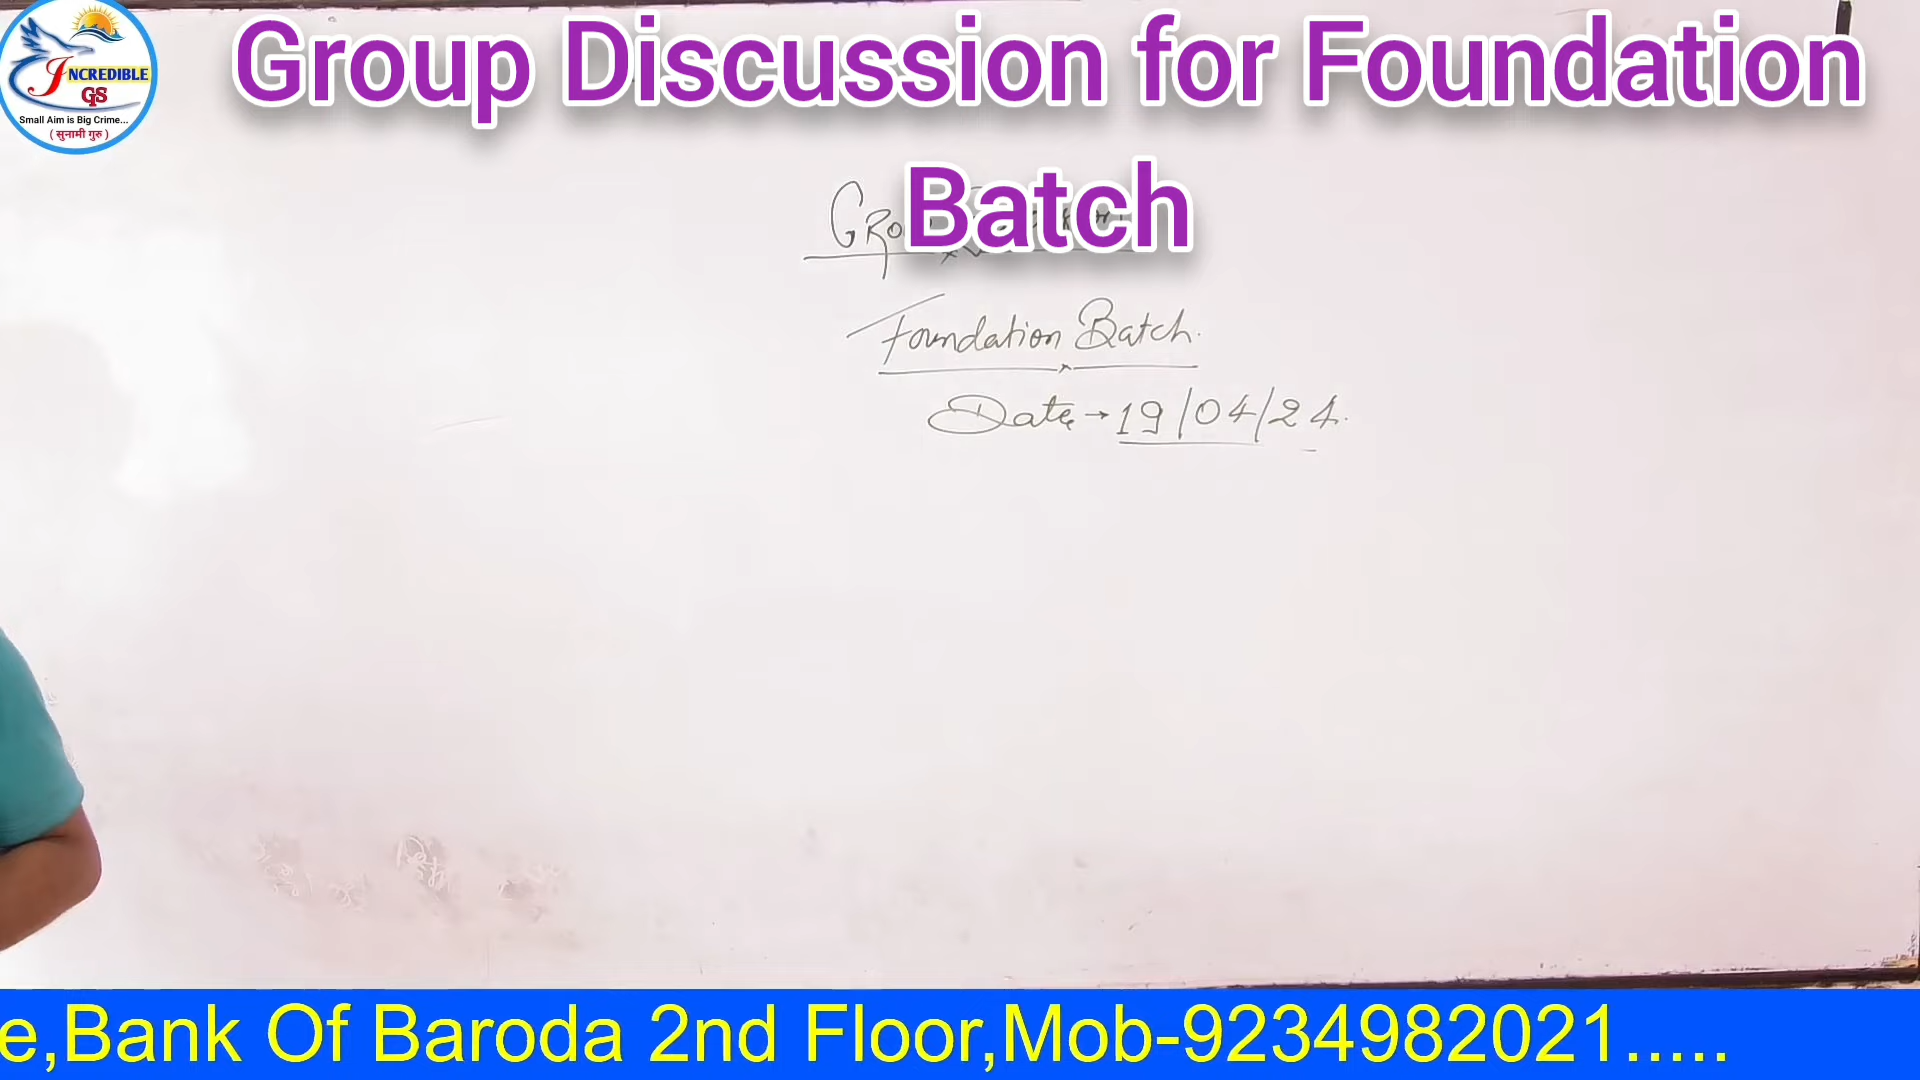 INCREDIBLE
GS
Small Aim is Big Crime...
( सुनामी गुरु )
Group Discussion for Foundation
Batch
Foundation Batch.
Date → 19/04/24.
e,Bank Of Baroda 2nd Floor,Mob-9234982021.....